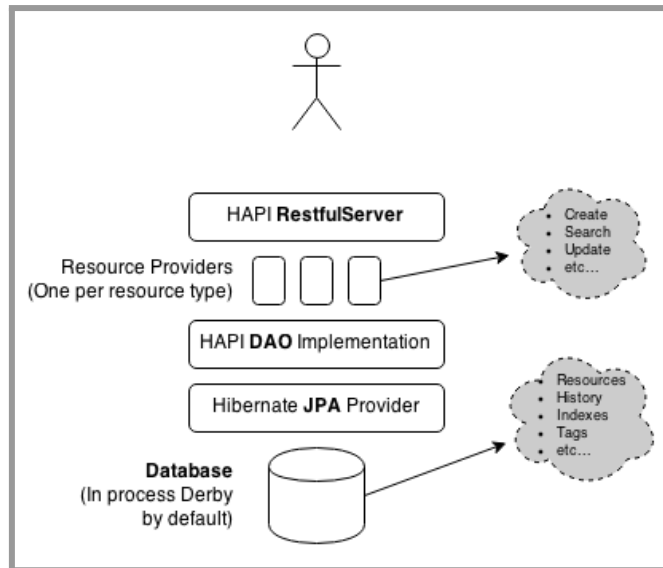 HAPI RestfulServer
Resource Providers
(One per resource type)
• Create
• Search
• Update
• etc...
HAPI DAO Implementation
Hibernate JPA Provider
• Resources
• History
• Indexes
• Tags
• etc...
Database
(In process Derby
by default)